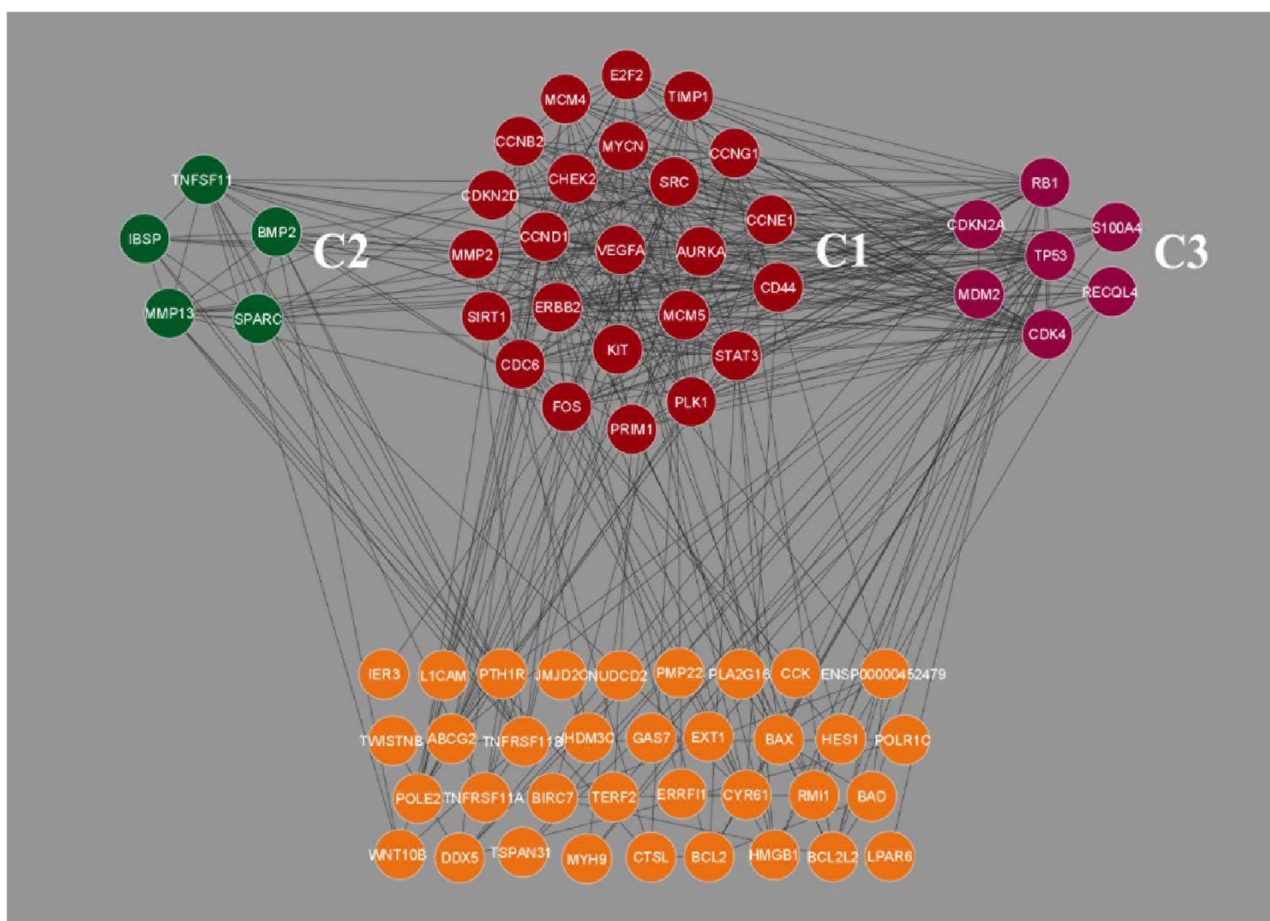 E2F2
MCM4
TIMP1
CCNB2
MYCN
CCNG1
TNFSF11
CHEK2
SRC
RB1
CDKN2D
CCNE1
CDKN2A
S100A4
IBSP
BMP2
C2
MMP2
CCND1
VEGFA
AURKA
C1
TP53
C3
MMP13
SPARC
SIRT1
ERBB2
MCM5
CD44
MDM2
RECQL4
CDC6
KIT
STAT3
CDK4
FOS
PRIM1
PLK1
IER3
L1CAM
PTH1R
JMJD2C
NUDCD2
PMP22
PLA2G16
CCK
ENSP00000452479
TWISTNB
ABCG2
TNFRSF11B
JHDM3C
GAS7
EXT1
BAX
HES1
POLR1C
POLE2
TNFRSF11A
BIRC7
TERF2
ERRFI1
CYR61
RMI1
BAD
WNT10B
DDX5
TSPAN31
MYH9
CTSL
BCL2
HMGB1
BCL2L2
LPAR6